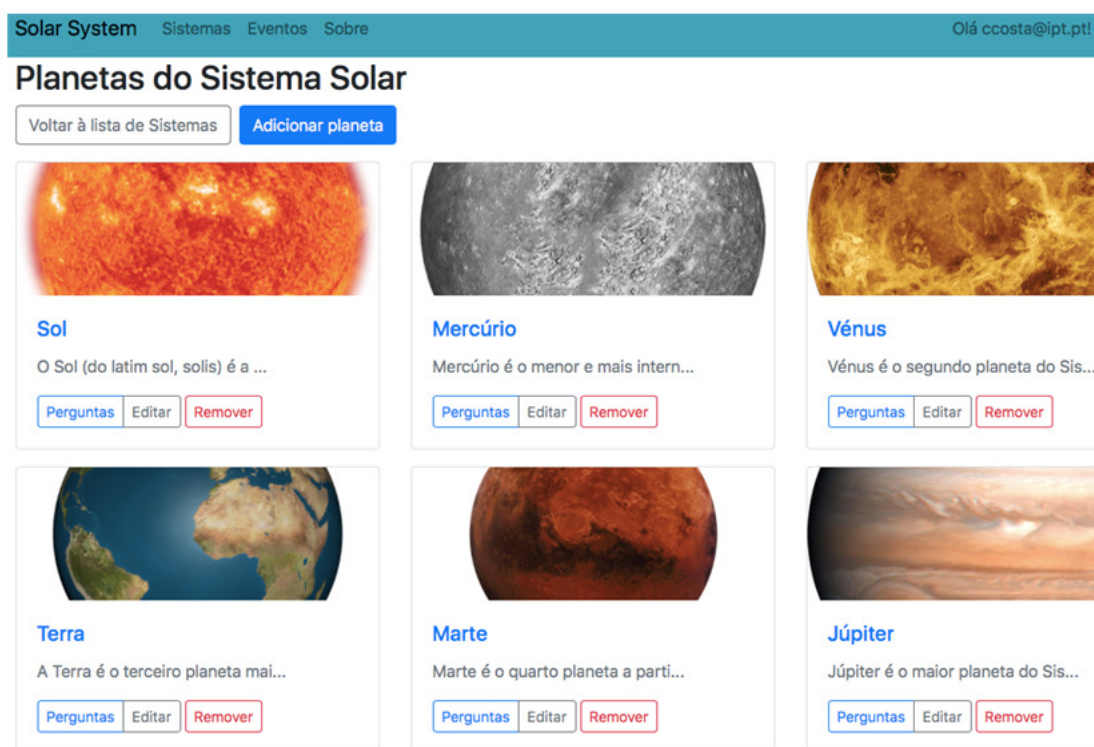 Solar System Sistemas Eventos Sobre Olá ccosta@ipt.pt!
Planetas do Sistema Solar
Voltar à lista de Sistemas Adicionar planeta
Sol Mercúrio Vénus
O Sol (do latim sol, solis) é a ... Mercúrio é o menor e mais intern... Vénus é o segundo planeta do Sis...
Perguntas Editar Remover Perguntas Editar Remover Perguntas Editar Remover
Terra Marte Júpiter
A Terra é o terceiro planeta mai... Marte é o quarto planeta a parti... Júpiter é o maior planeta do Sis...
Perguntas Editar Remover Perguntas Editar Remover Perguntas Editar Remover